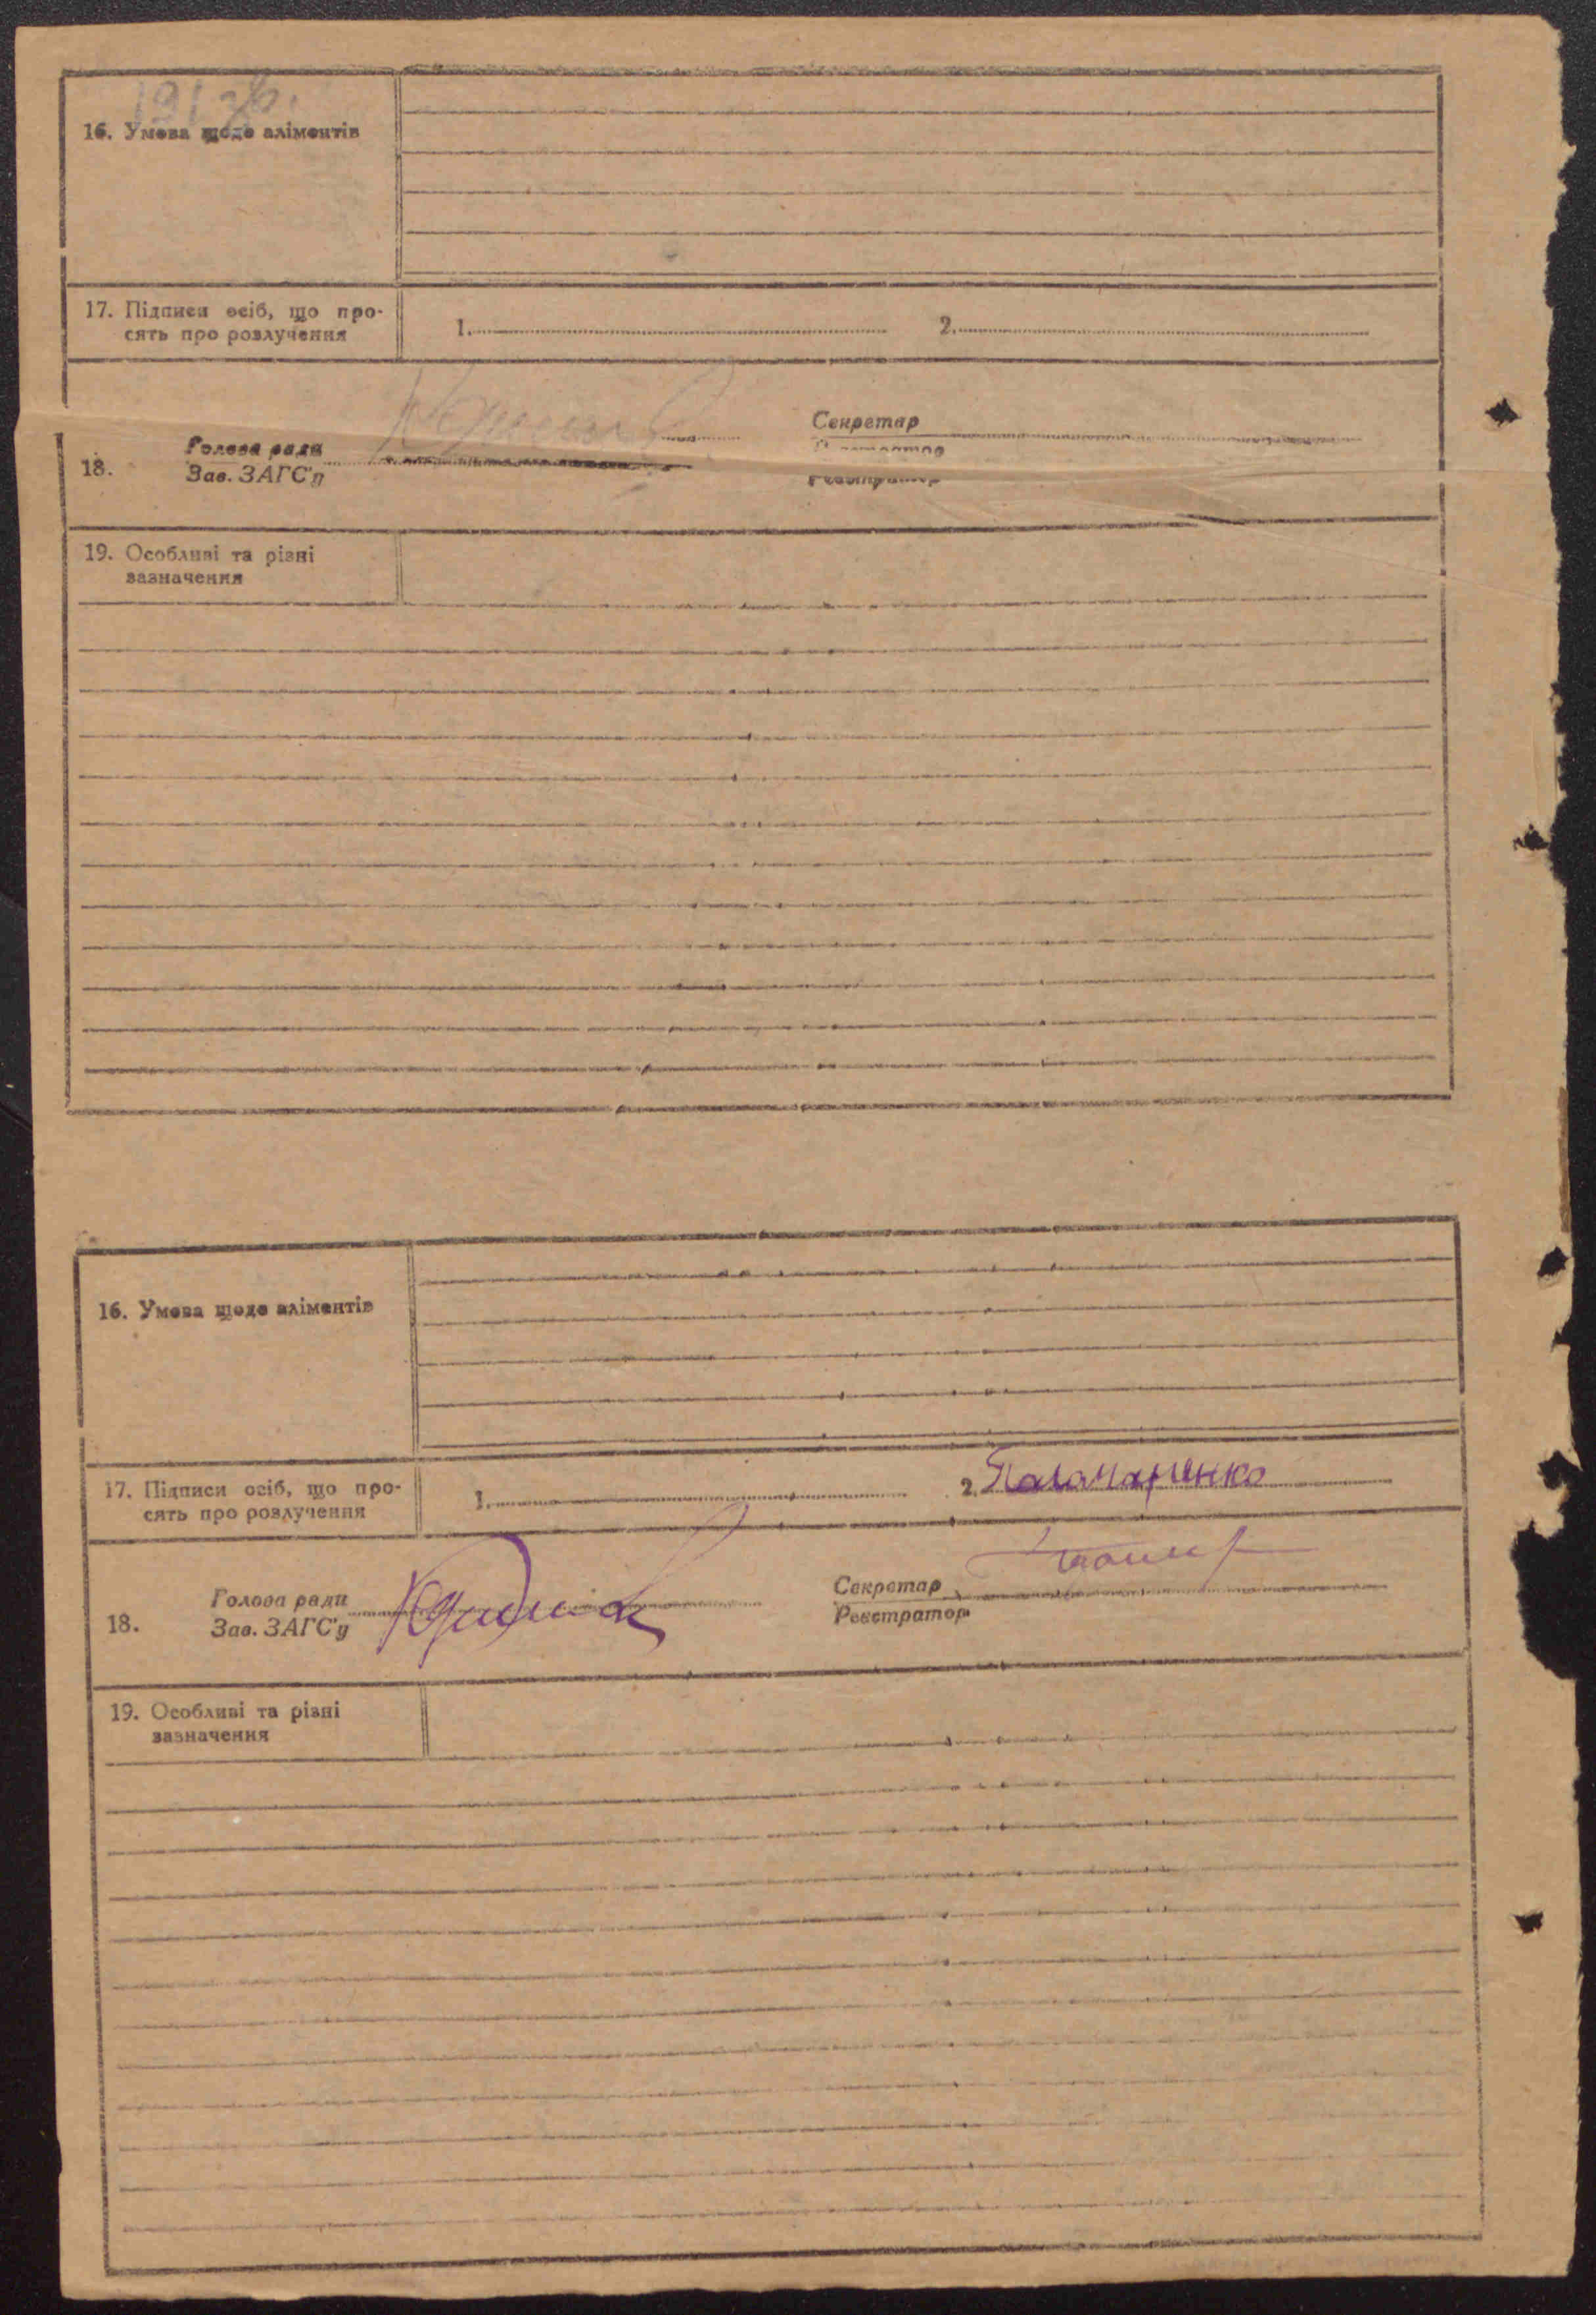 16. Умова щодо аліментів
17. Підписи осіб, що про-
сять про розлучення
1.
2.
Голова ради
Секретар
18.
Зав. ЗАГС'у
Реєстратор
19. Особливі та різні
зазначення
16. Умова щодо аліментів
17. Підписи осіб, що про-
сять про розлучення
1.
2. Паламаренко
Голова ради
Секретар
18.
Зав. ЗАГС'у
Реєстратор
19. Особливі та різні
зазначення